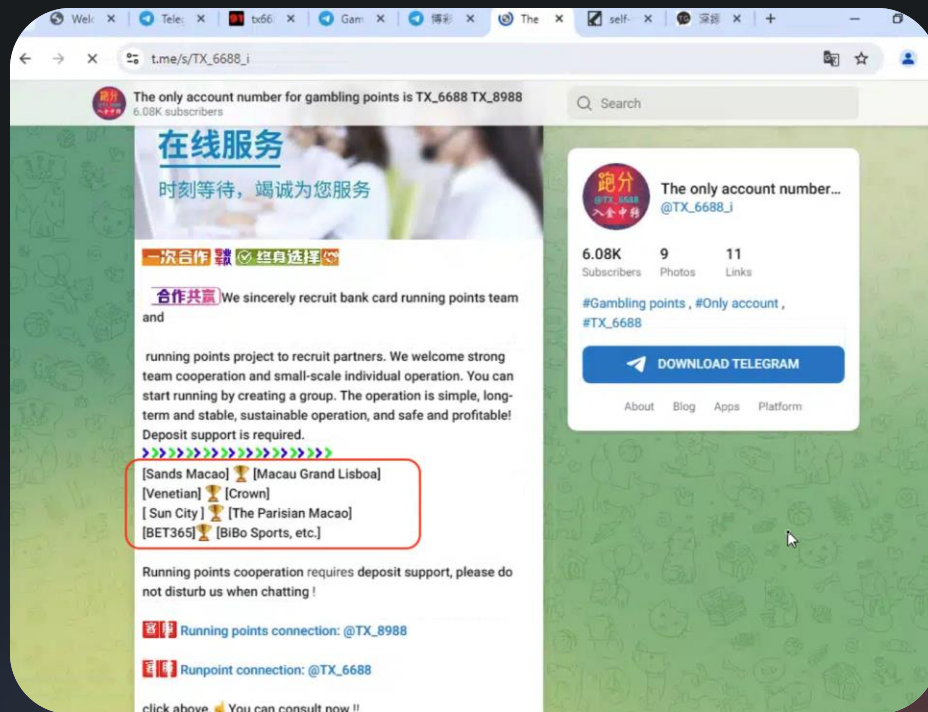 Welc
Tele
tx66
Gam
博彩
The
self-
深
t.me/s/TX_6688_i
The only account number for gambling points is TX_6688 TX_8988
6.08K subscribers
Search
在线服务
时刻等待，竭诚为您服务
一次合作 终身选择
合作共赢 We sincerely recruit bank card running points team
and
running points project to recruit partners. We welcome strong
team cooperation and small-scale individual operation. You can
start running by creating a group. The operation is simple, long-
term and stable, sustainable operation, and safe and profitable!
Deposit support is required.
[Sands Macao] 🏆 [Macau Grand Lisboa]
[Venetian] 🏆 [Crown]
[ Sun City ] 🏆 [The Parisian Macao]
[BET365]🏆 [BiBo Sports, etc.]
Running points cooperation requires deposit support, please do
not disturb us when chatting !
Running points connection: @TX_8988
Runpoint connection: @TX_6688
click above ☝ You can consult now !!
跑分
@TX_6688
入金中转
The only account number...
@TX_6688_i
6.08K 9 11
Subscribers Photos Links
#Gambling points , #Only account ,
#TX_6688
DOWNLOAD TELEGRAM
About Blog Apps Platform